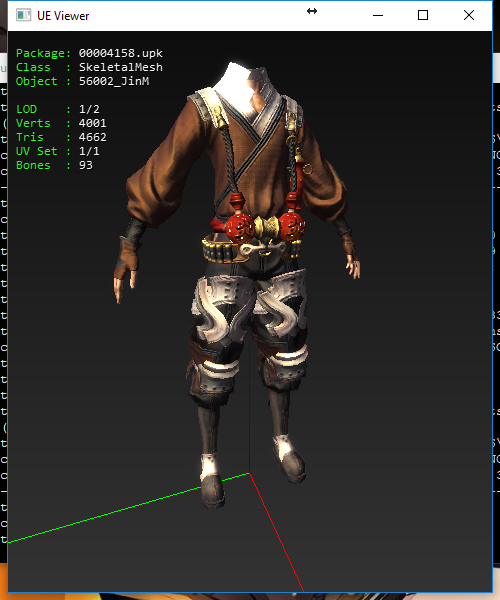 UE Viewer
Package: 00004158.upk
Class : SkeletalMesh
Object : 56002_JinM
LOD : 1/2
Verts : 4001
Tris : 4662
UV Set : 1/1
Bones : 93